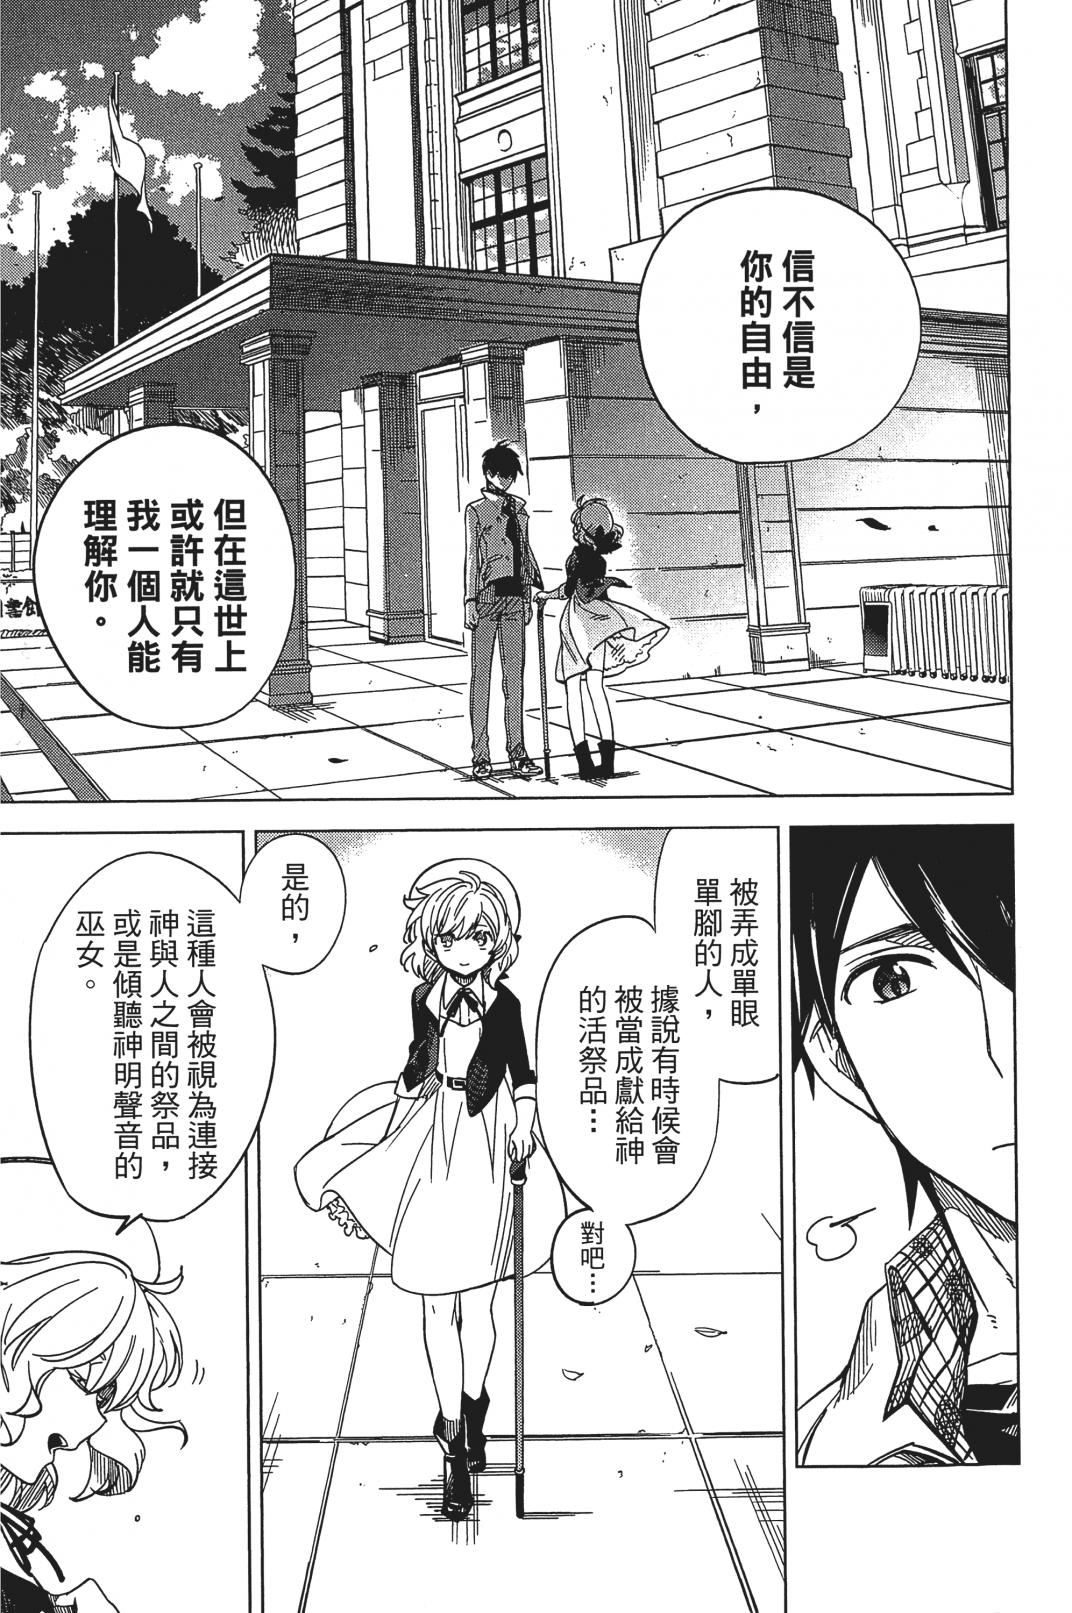 信不信是
你的自由，
但在這世上
或許就只有
我一個人能
理解你。
書館
被弄成單眼
單腳的人，
據說有時候會
被當成獻給神
的活祭品…
對吧…
是的，
這種人會被視為連接
神與人之間的祭品，
或是傾聽神明聲音的
巫女。